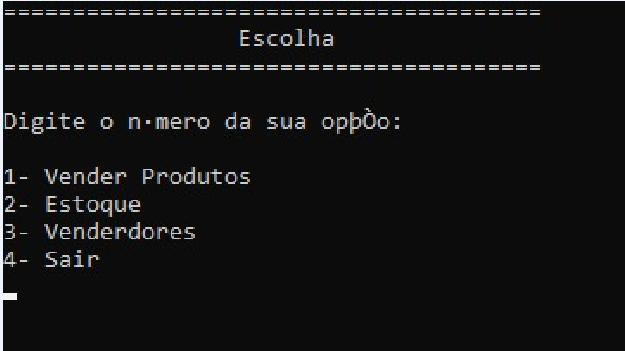 =======================================
Escolha
=======================================
Digite o n·mero da sua opþÒo:
1- Vender Produtos
2- Estoque
3- Venderdores
4- Sair